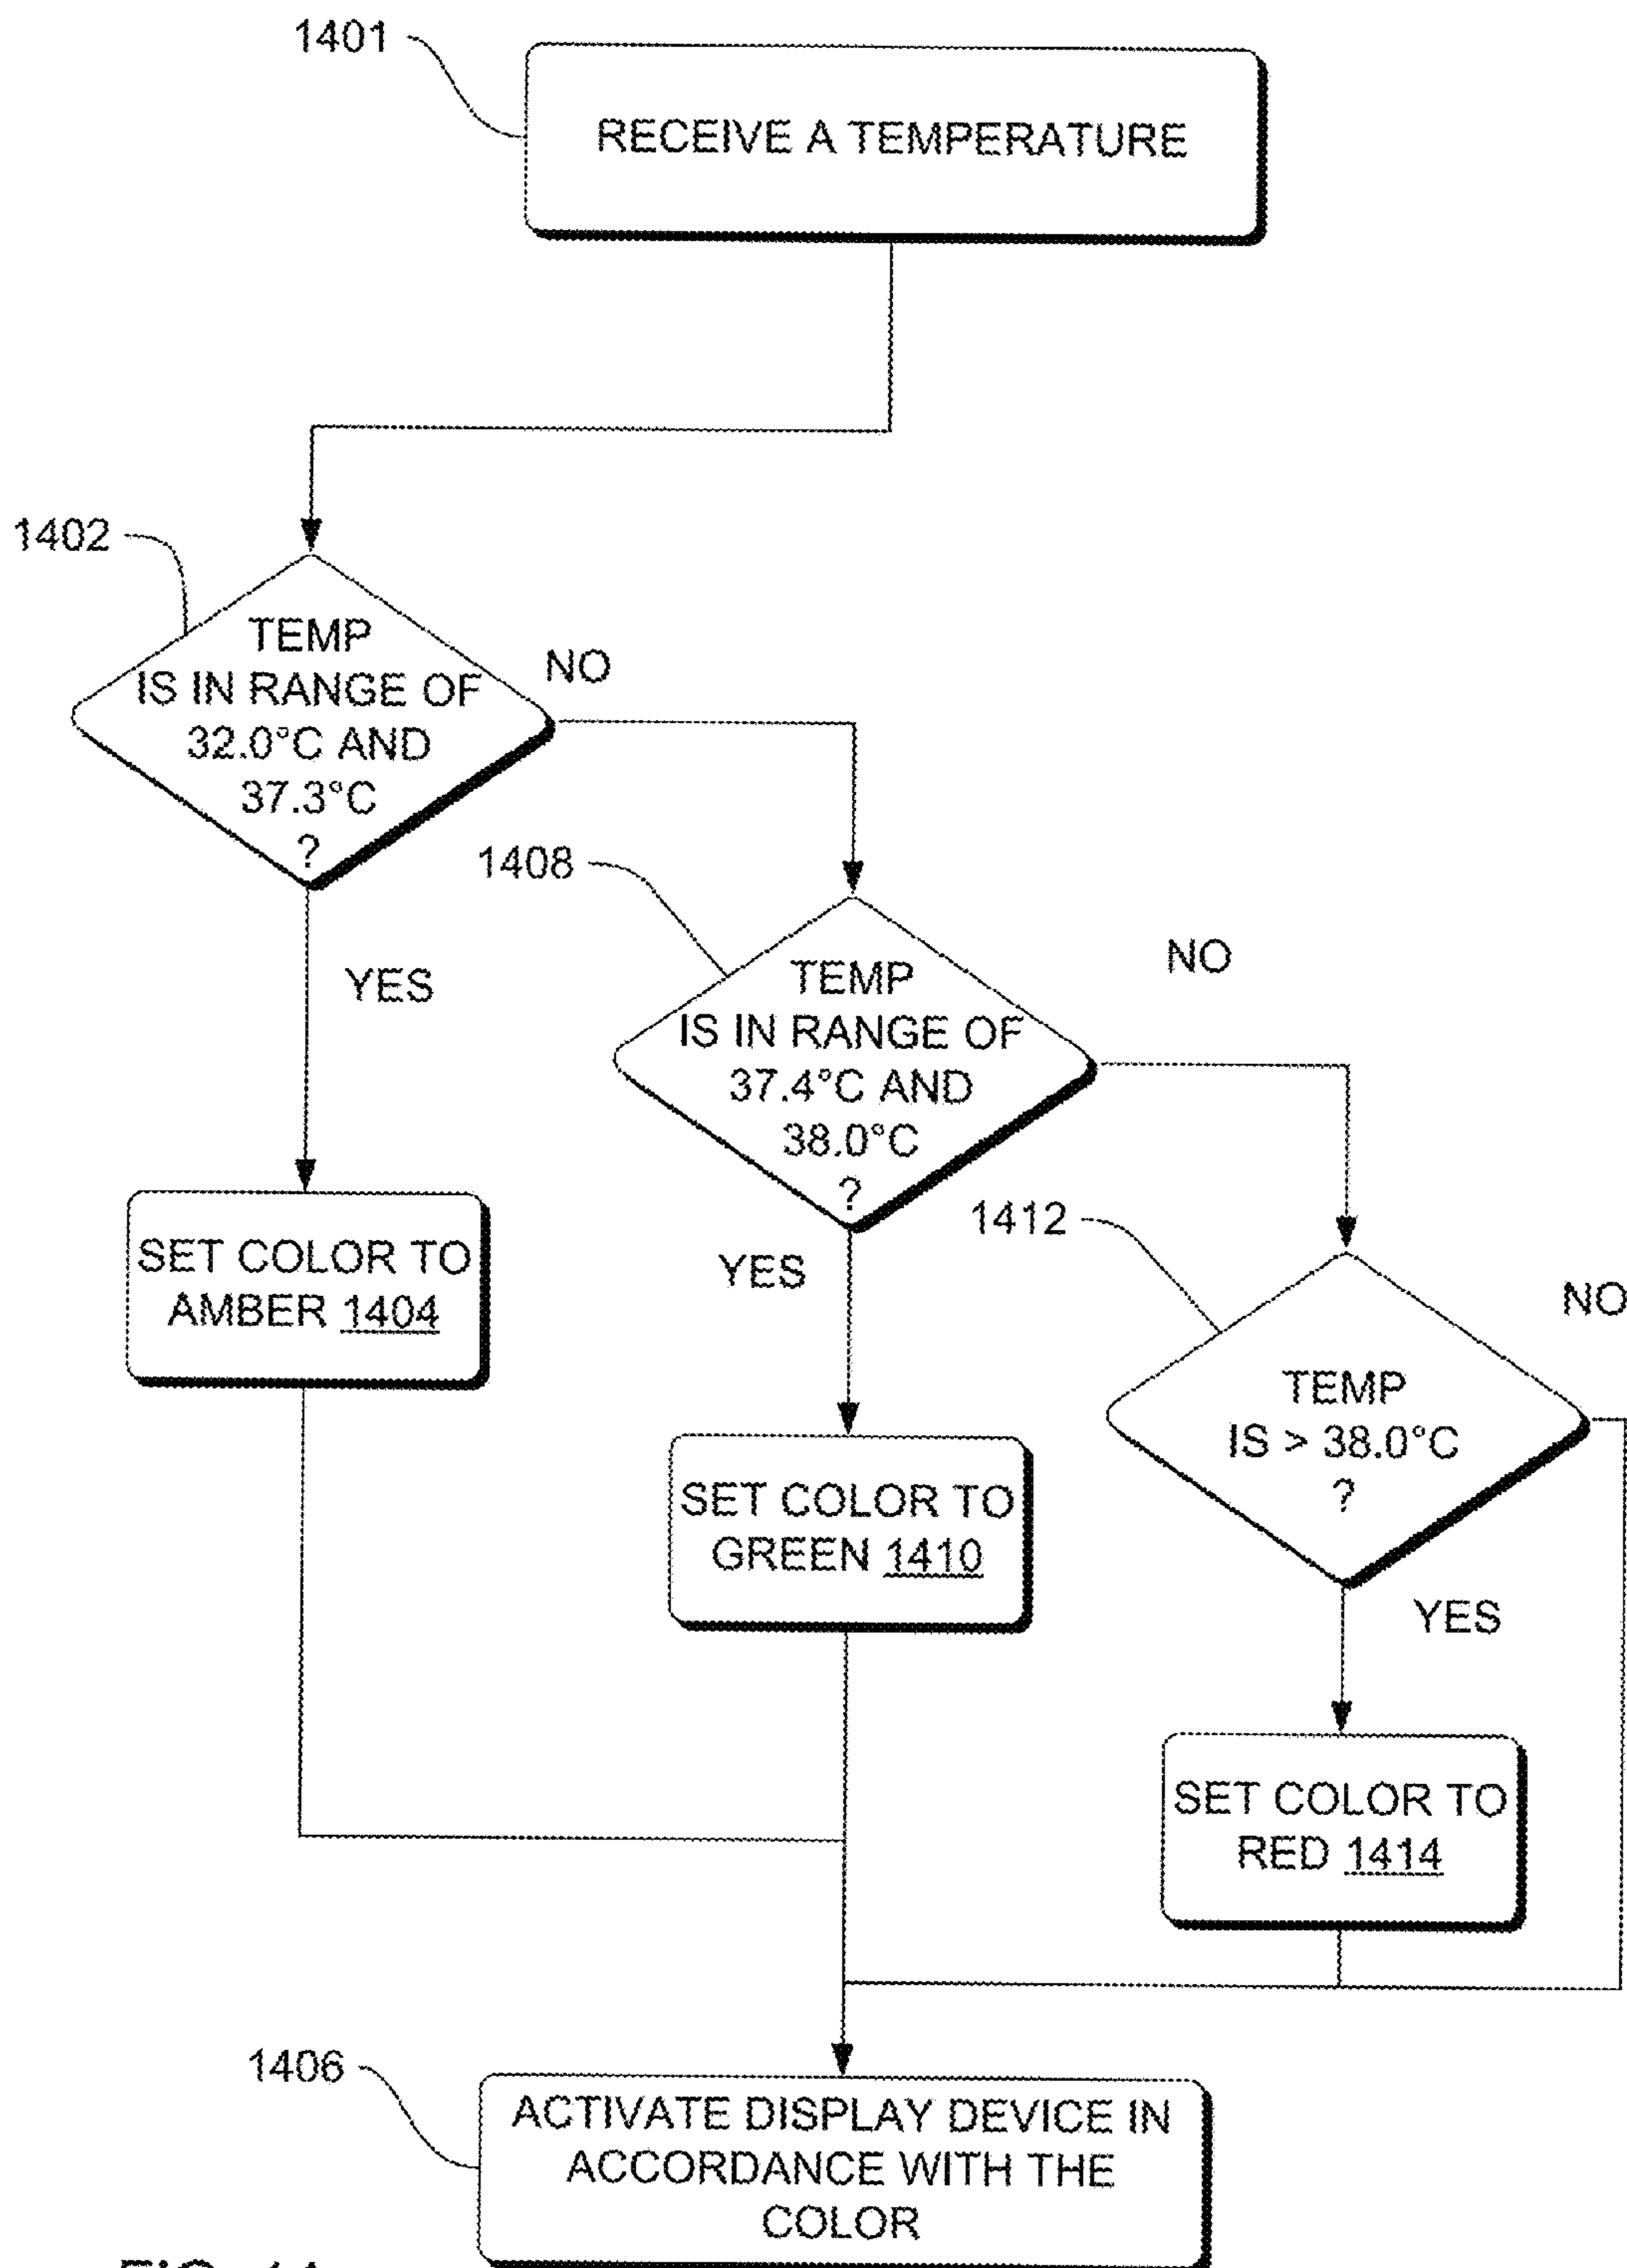 1401
RECEIVE A TEMPERATURE
1402
TEMP
IS IN RANGE OF
32.0°C AND
37.3°C
?
NO
YES
1408
TEMP
IS IN RANGE OF
37.4°C AND
38.0°C
?
NO
YES
SET COLOR TO
AMBER 1404
1412
TEMP
IS > 38.0°C
?
NO
YES
SET COLOR TO
GREEN 1410
SET COLOR TO
RED 1414
1406
ACTIVATE DISPLAY DEVICE IN
ACCORDANCE WITH THE
COLOR